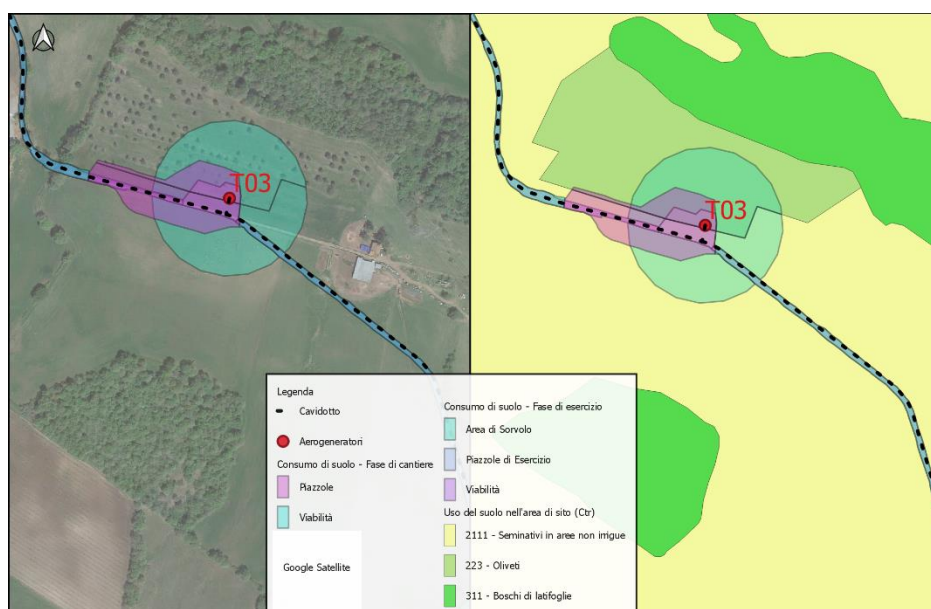 T03
T03
Legenda
Cavidotto
Aerogeneratori
Consumo di suolo - Fase di cantiere
Piazzole
Viabilità
Google Satellite
Consumo di suolo - Fase di esercizio
Area di Sorvolo
Piazzole di Esercizio
Viabilità
Uso del suolo nell'area di sito (Ctr)
2111 - Seminativi in aree non irrigue
223 - Oliveti
311 - Boschi di latifoglie